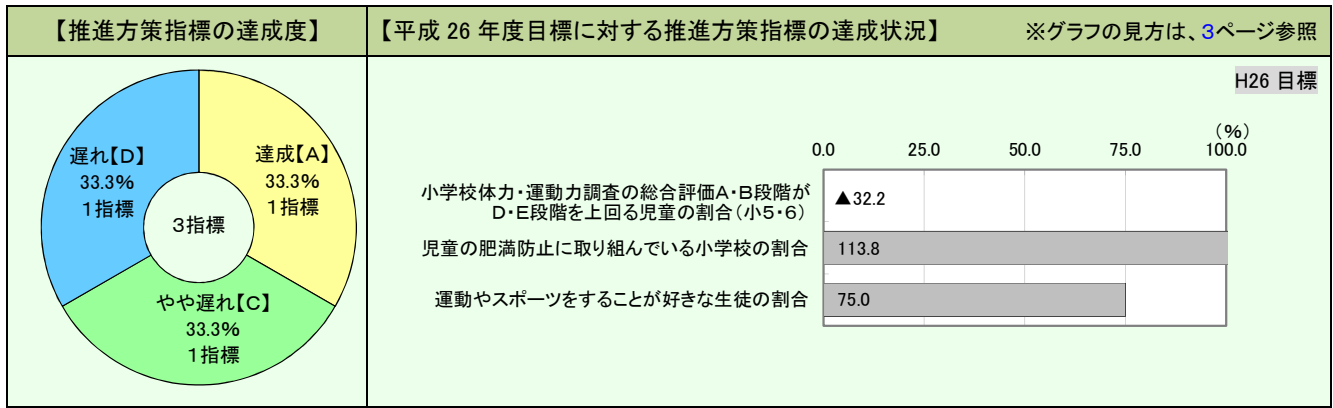 【推進方策指標の達成度】
【平成 26 年度目標に対する推進方策指標の達成状況】 ※グラフの見方は、3ページ参照
遅れ【D】
33.3%
1指標
達成【A】
33.3%
1指標
3指標
やや遅れ【C】
33.3%
1指標
H26 目標
(%)
0.0 25.0 50.0 75.0 100.0
小学校体力・運動力調査の総合評価A・B段階が
D・E段階を上回る児童の割合(小5・6)
▲32.2
児童の肥満防止に取り組んでいる小学校の割合
113.8
運動やスポーツをすることが好きな生徒の割合
75.0